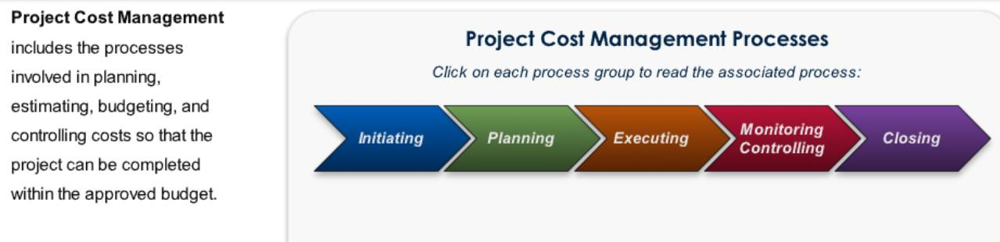 Project Cost Management
includes the processes
involved in planning,
estimating, budgeting, and
controlling costs so that the
project can be completed
within the approved budget.
Project Cost Management Processes
Click on each process group to read the associated process:
Initiating
Planning
Executing
Monitoring
Controlling
Closing